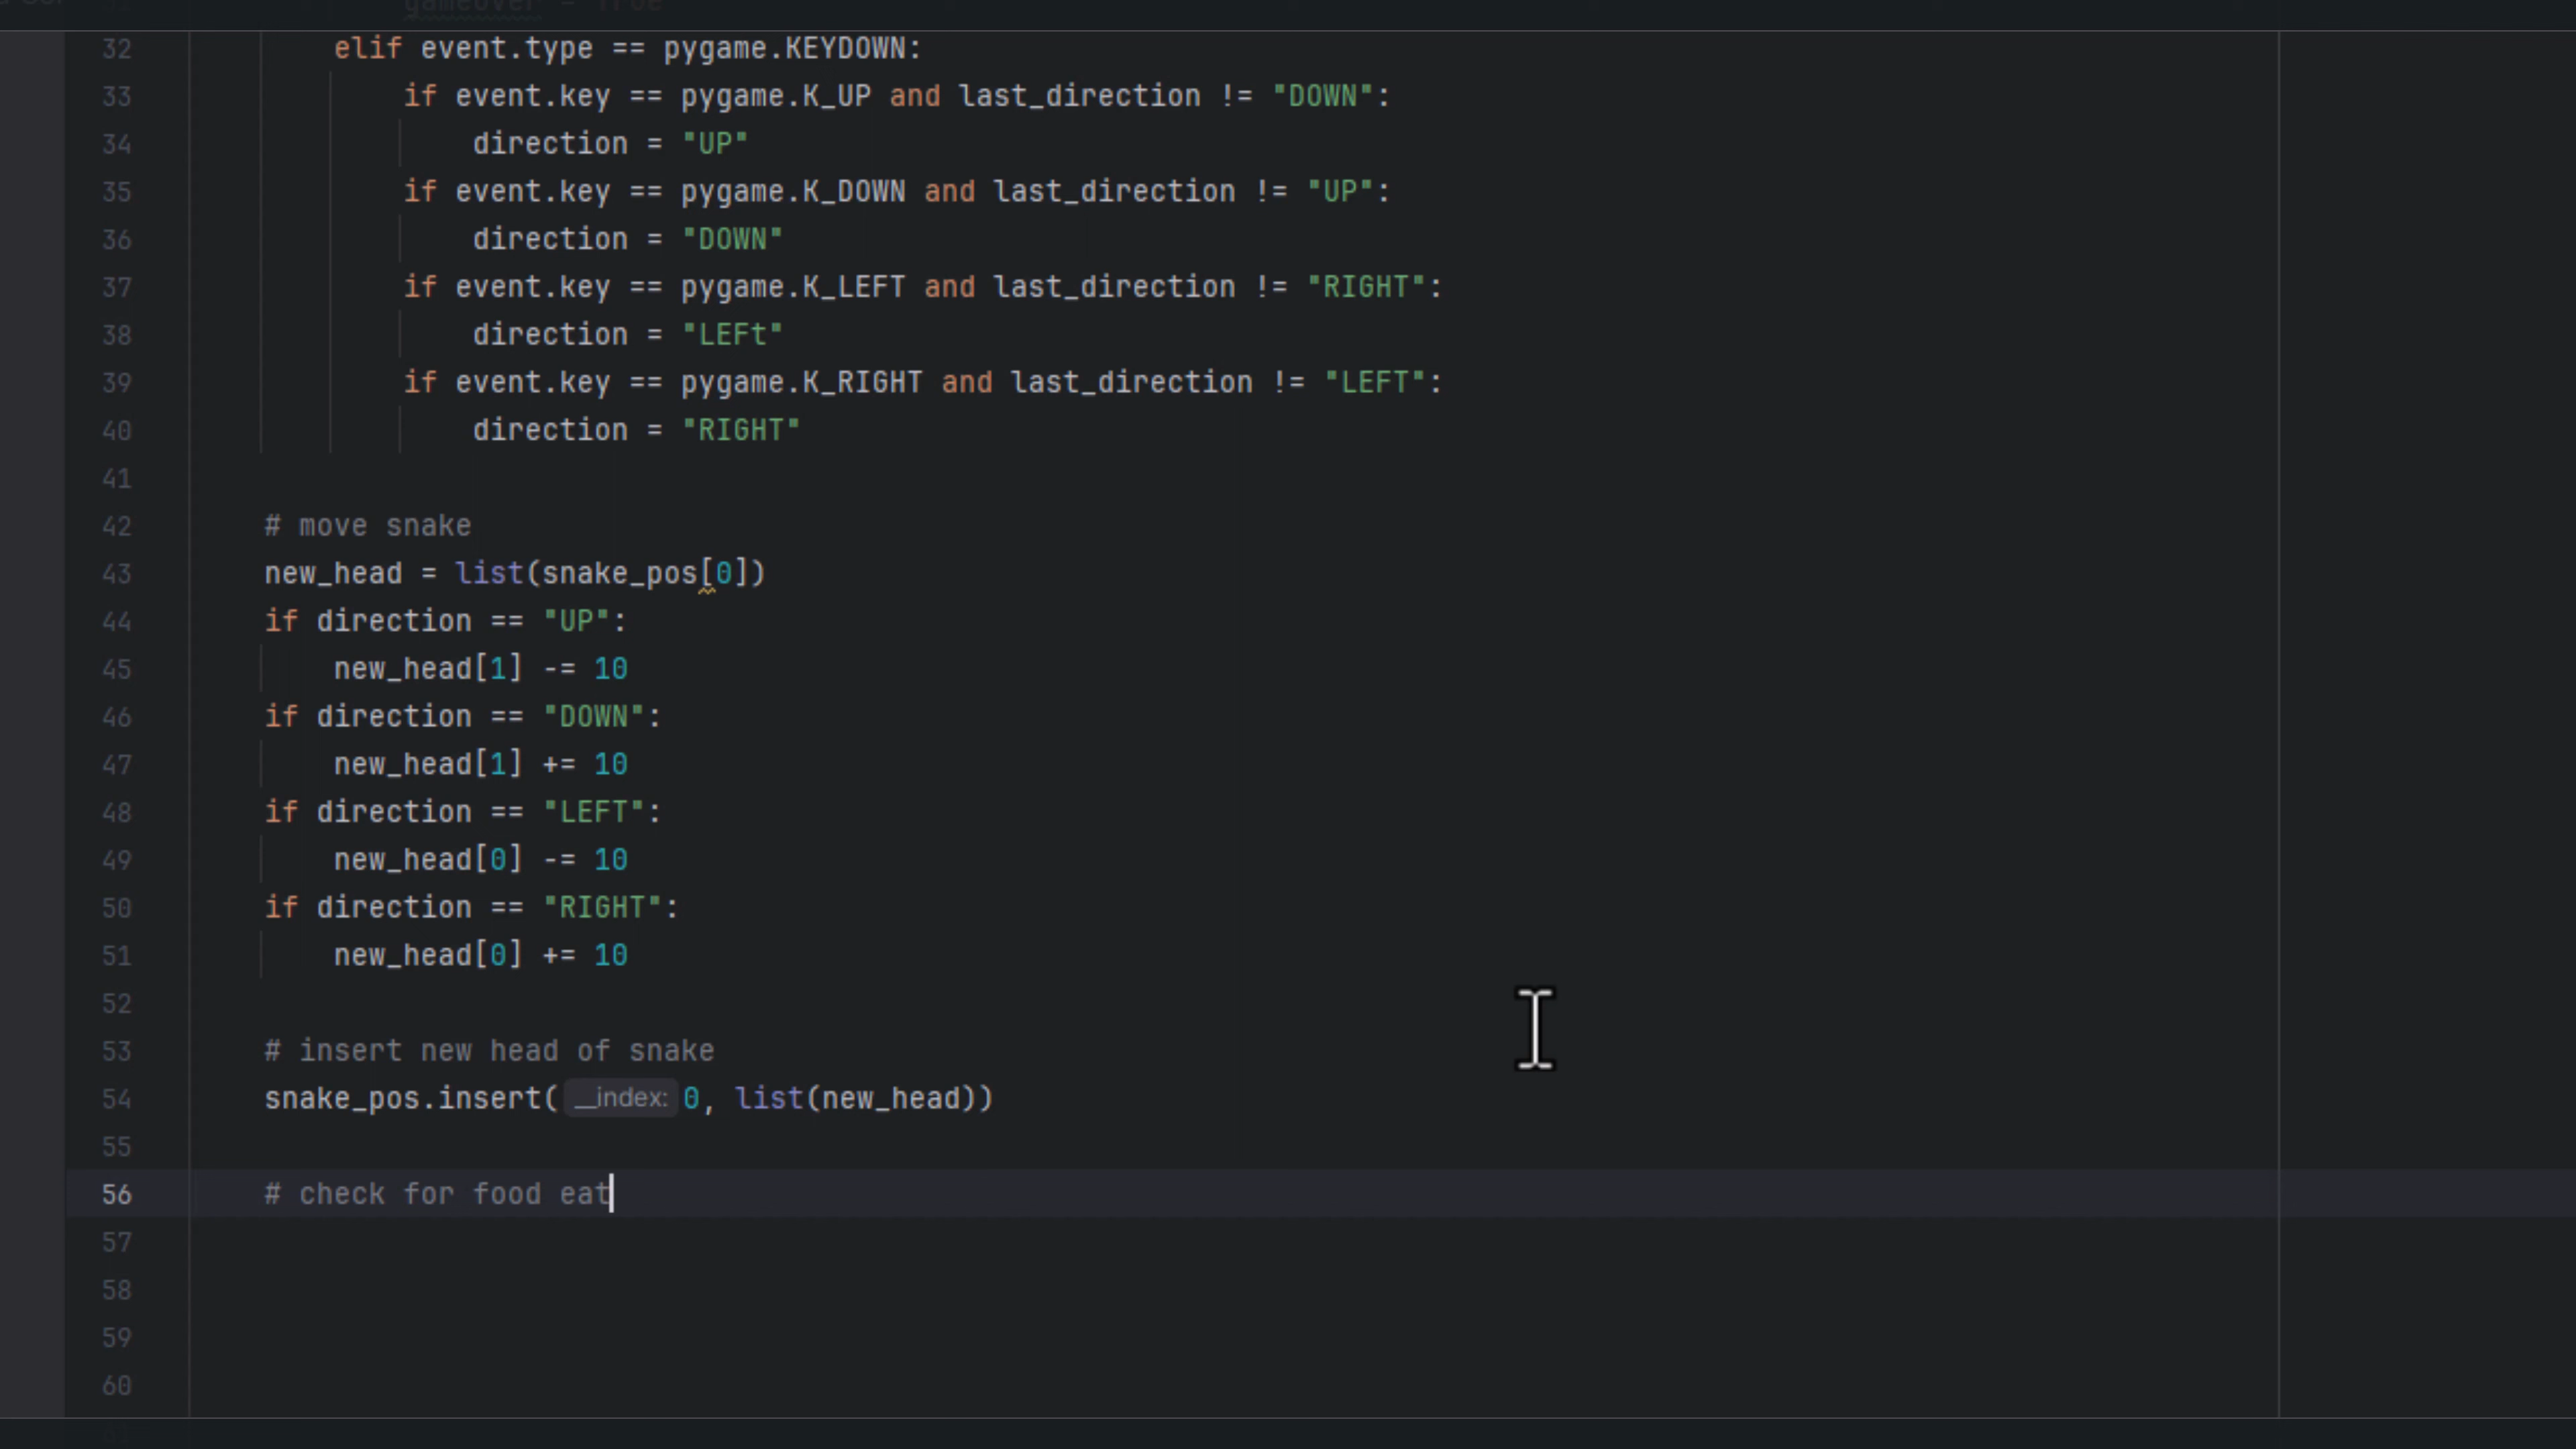 gameover = True
32 elif event.type == pygame.KEYDOWN:
33 if event.key == pygame.K_UP and last_direction != "DOWN":
34 direction = "UP"
35 if event.key == pygame.K_DOWN and last_direction != "UP":
36 direction = "DOWN"
37 if event.key == pygame.K_LEFT and last_direction != "RIGHT":
38 direction = "LEFt"
39 if event.key == pygame.K_RIGHT and last_direction != "LEFT":
40 direction = "RIGHT"
41
42 # move snake
43 new_head = list(snake_pos[0])
44 if direction == "UP":
45 new_head[1] -= 10
46 if direction == "DOWN":
47 new_head[1] += 10
48 if direction == "LEFT":
49 new_head[0] -= 10
50 if direction == "RIGHT":
51 new_head[0] += 10
52
53 # insert new head of snake
54 snake_pos.insert(__index: 0, list(new_head))
55
56 # check for food eat
57
58
59
60